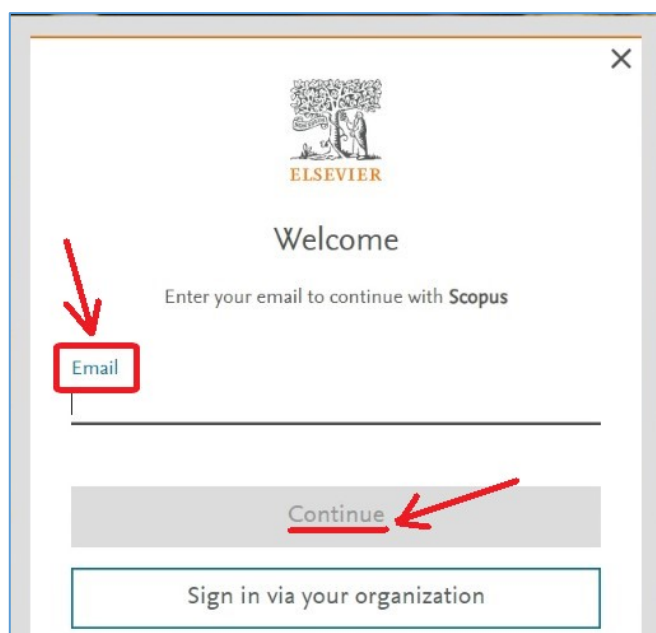 ELSEVIER
Welcome
Enter your email to continue with Scopus
Email
Continue
Sign in via your organization